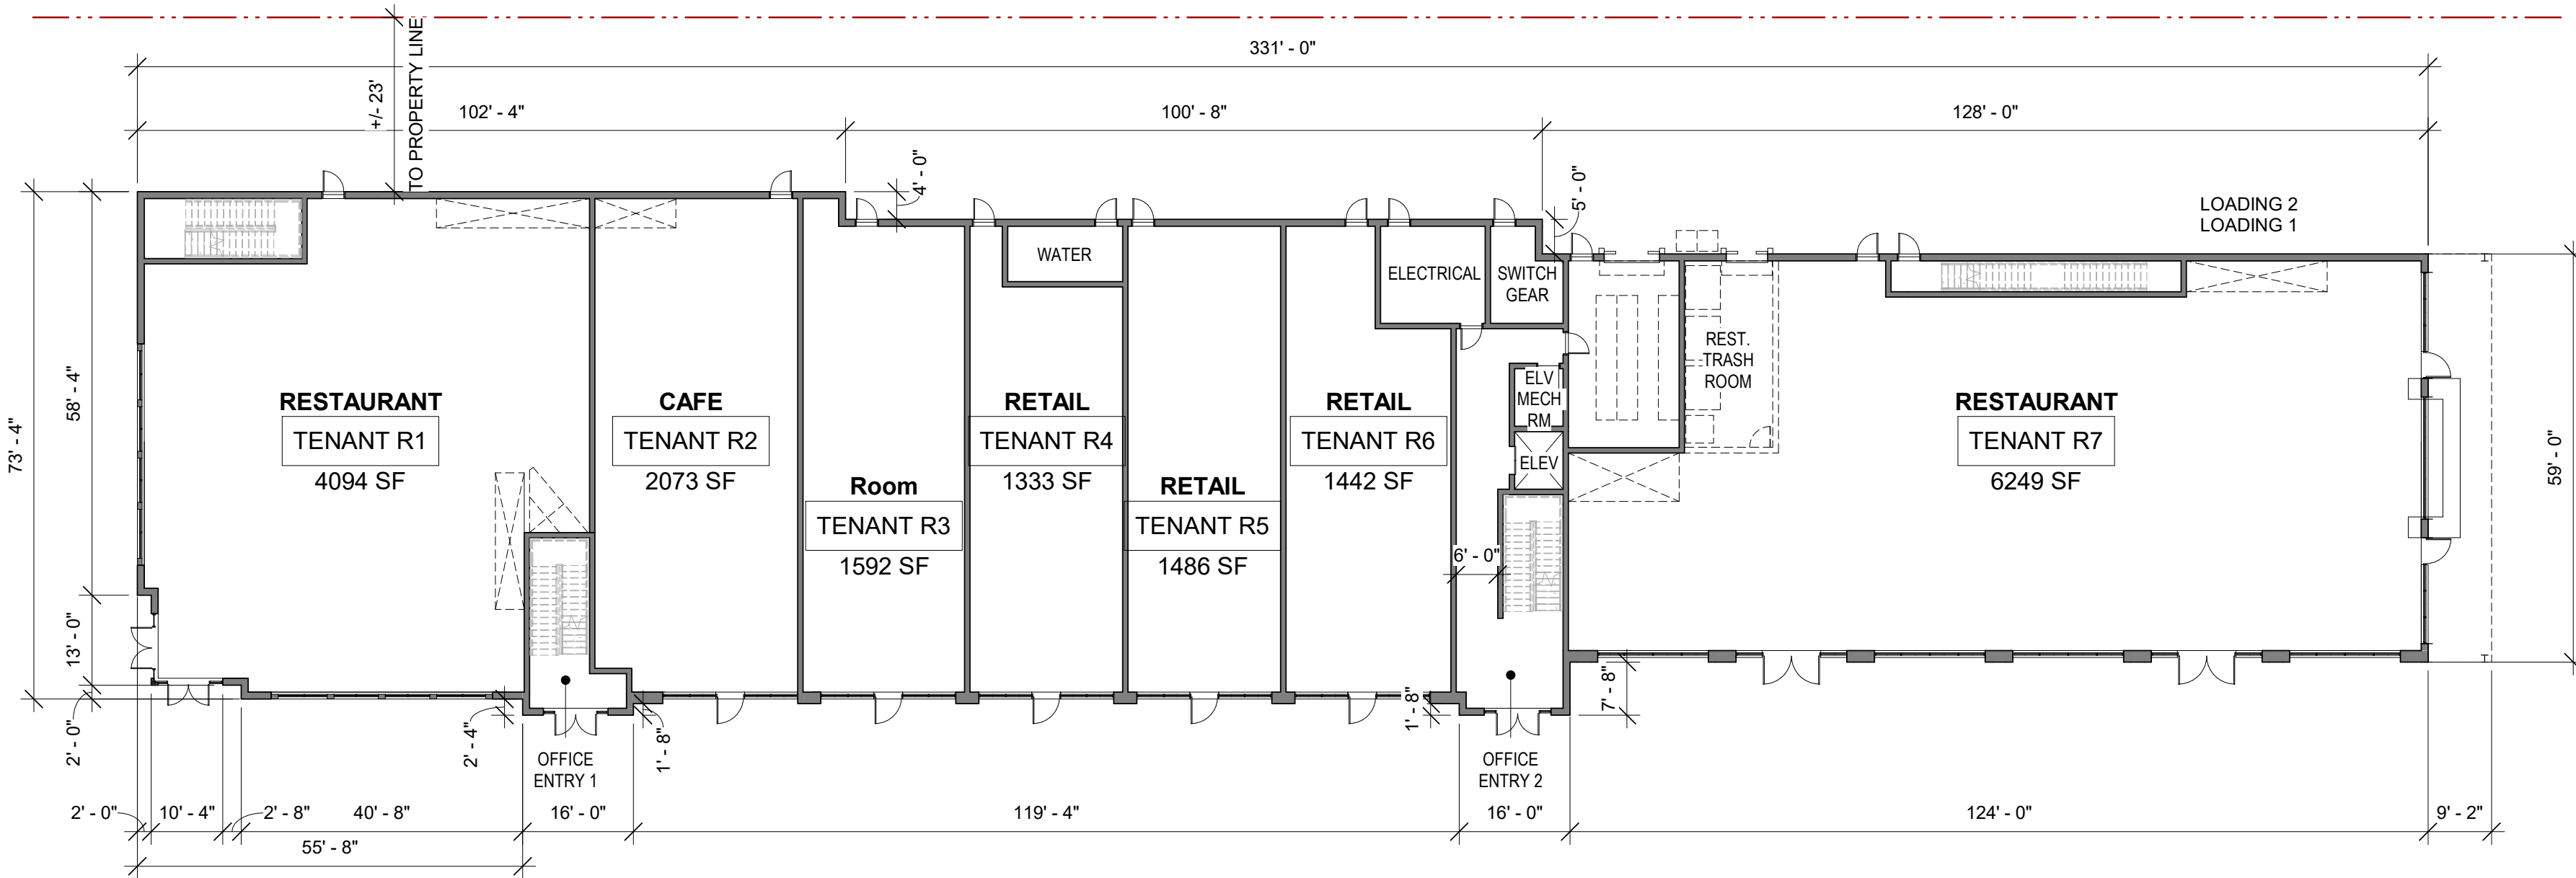 331' - 0"
+/- 23'
TO PROPERTY LINE
102' - 4"
100' - 8"
128' - 0"
4' - 0"
5' - 0"
LOADING 2
LOADING 1
WATER
ELECTRICAL
SWITCH
GEAR
73' - 4"
58' - 4"
REST.
TRASH
ROOM
ELV
MECH
RM
ELEV
RESTAURANT
TENANT R1
4094 SF
CAFE
TENANT R2
2073 SF
Room
TENANT R3
1592 SF
RETAIL
TENANT R4
1333 SF
RETAIL
TENANT R5
1486 SF
RETAIL
TENANT R6
1442 SF
RESTAURANT
TENANT R7
6249 SF
59' - 0"
6' - 0"
13' - 0"
2' - 0"
2' - 4"
1' - 8"
1' - 8"
7' - 8"
OFFICE
ENTRY 1
OFFICE
ENTRY 2
2' - 0"
10' - 4"
2' - 8"
40' - 8"
16' - 0"
119' - 4"
16' - 0"
124' - 0"
9' - 2"
55' - 8"